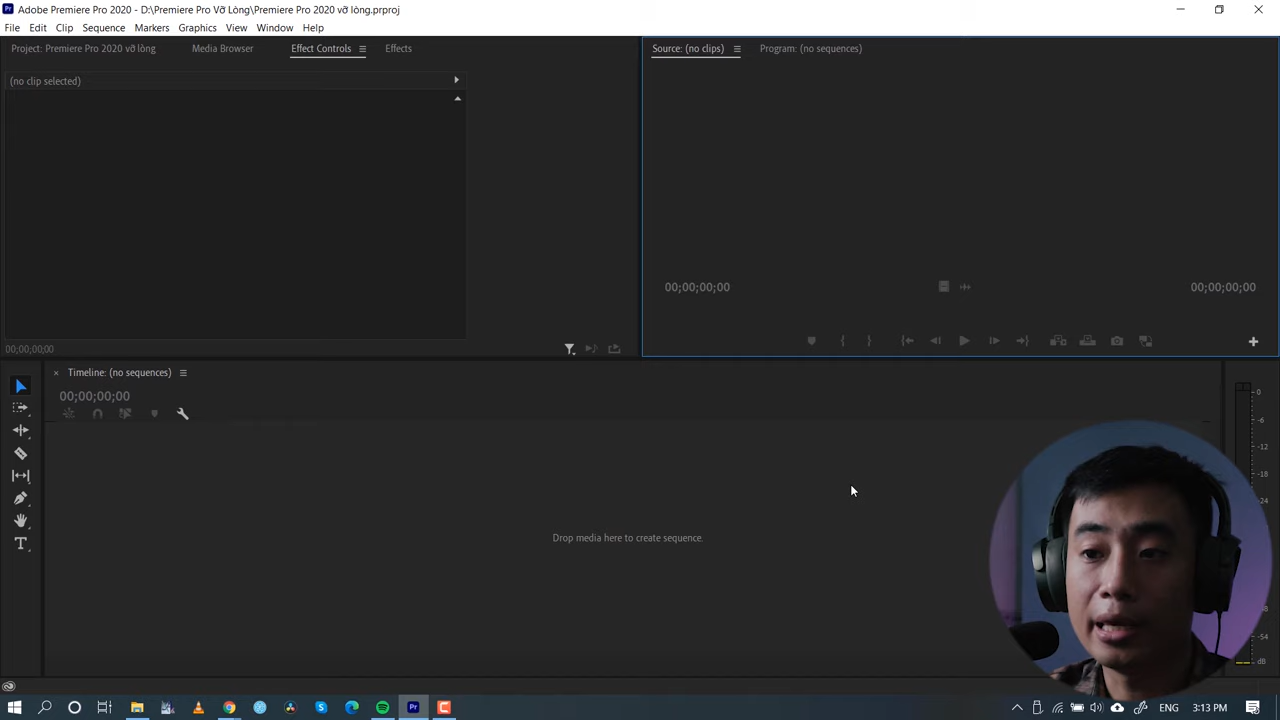 Adobe Premiere Pro 2020 - D:\Premiere Pro Vỡ Lòng\Premiere Pro 2020 vỡ lòng.prproj
File Edit Clip Sequence Markers Graphics View Window Help
Project: Premiere Pro 2020 vỡ lòng Media Browser Effect Controls Effects
Source: (no clips) Program: (no sequences)
(no clip selected)
00;00;00;00 00;00;00;00
00;00;00;00
Timeline: (no sequences)
00;00;00;00
Drop media here to create sequence.
0
-6
-12
-18
-24
-54
dB
Pr
ENG 3:13 PM